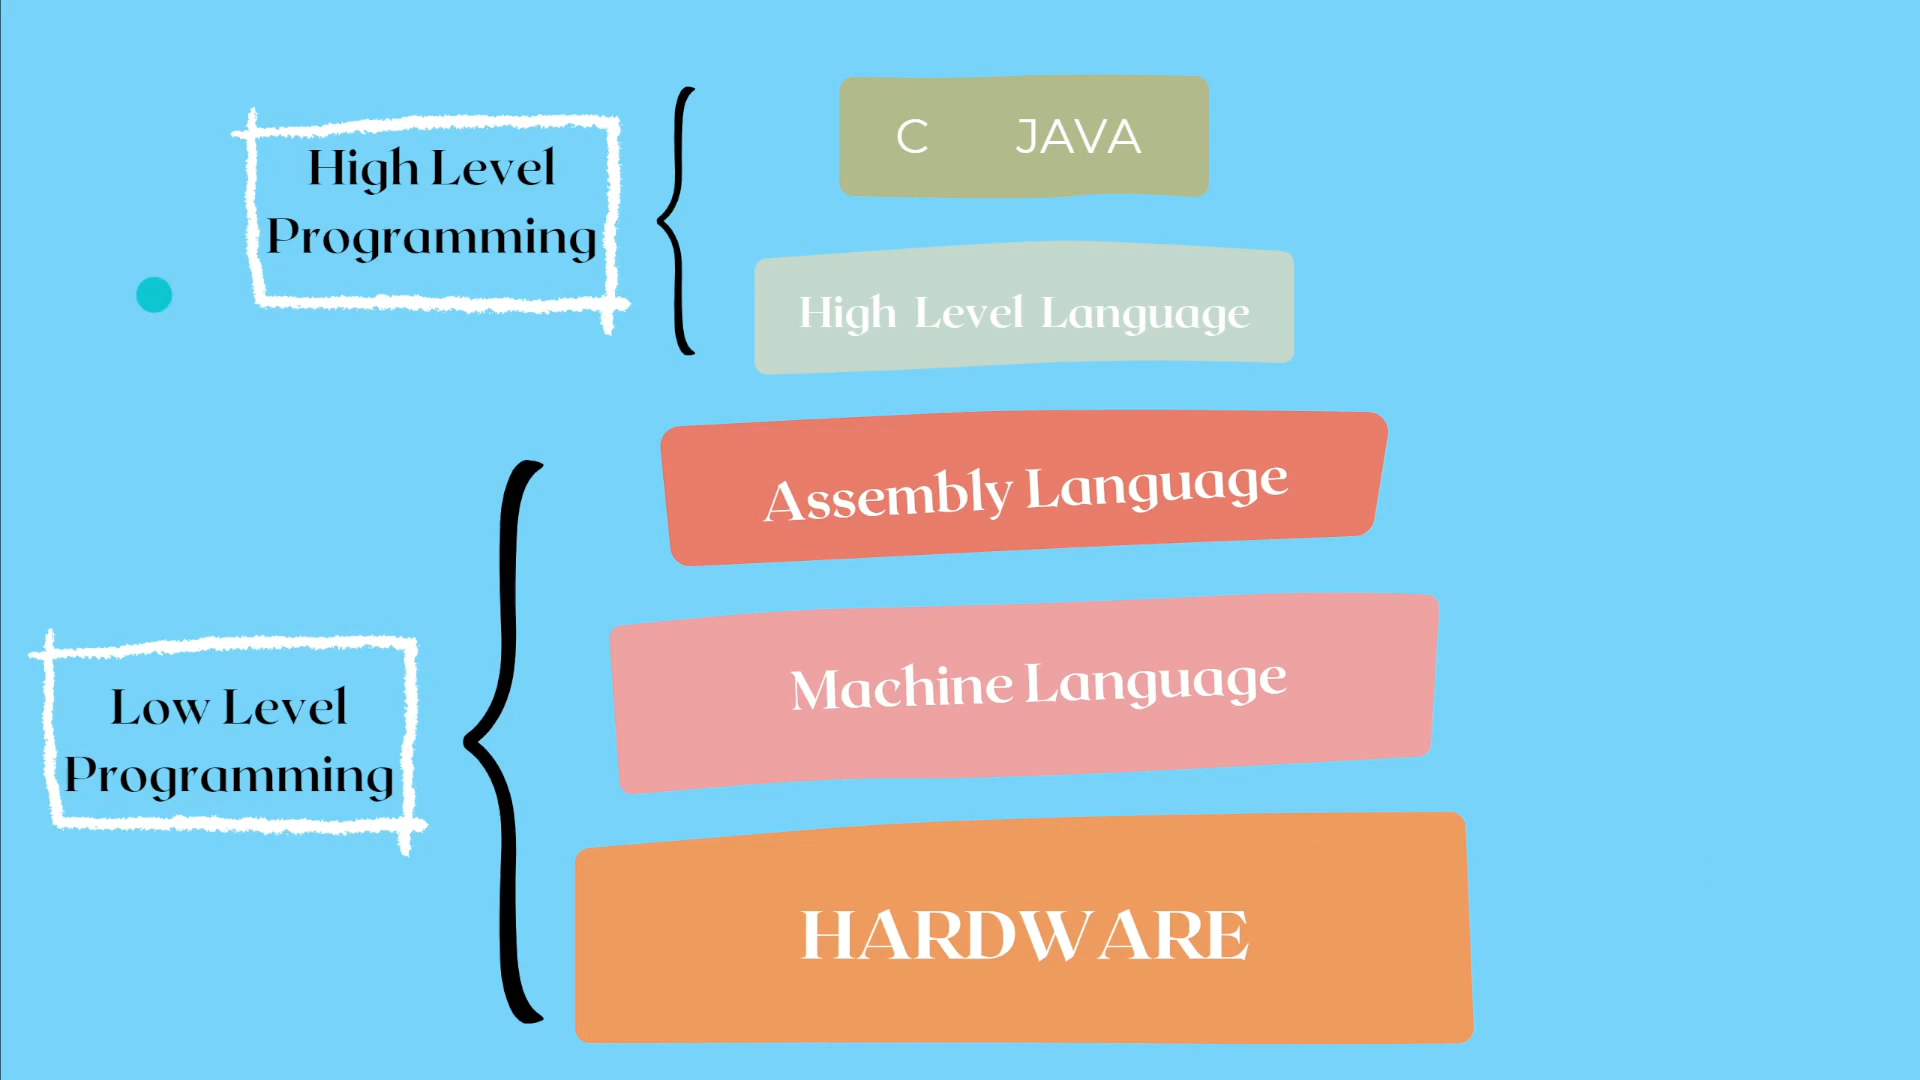 C JAVA
High Level
Programming
High Level Language
Assembly Language
Machine Language
Low Level
Programming
HARDWARE